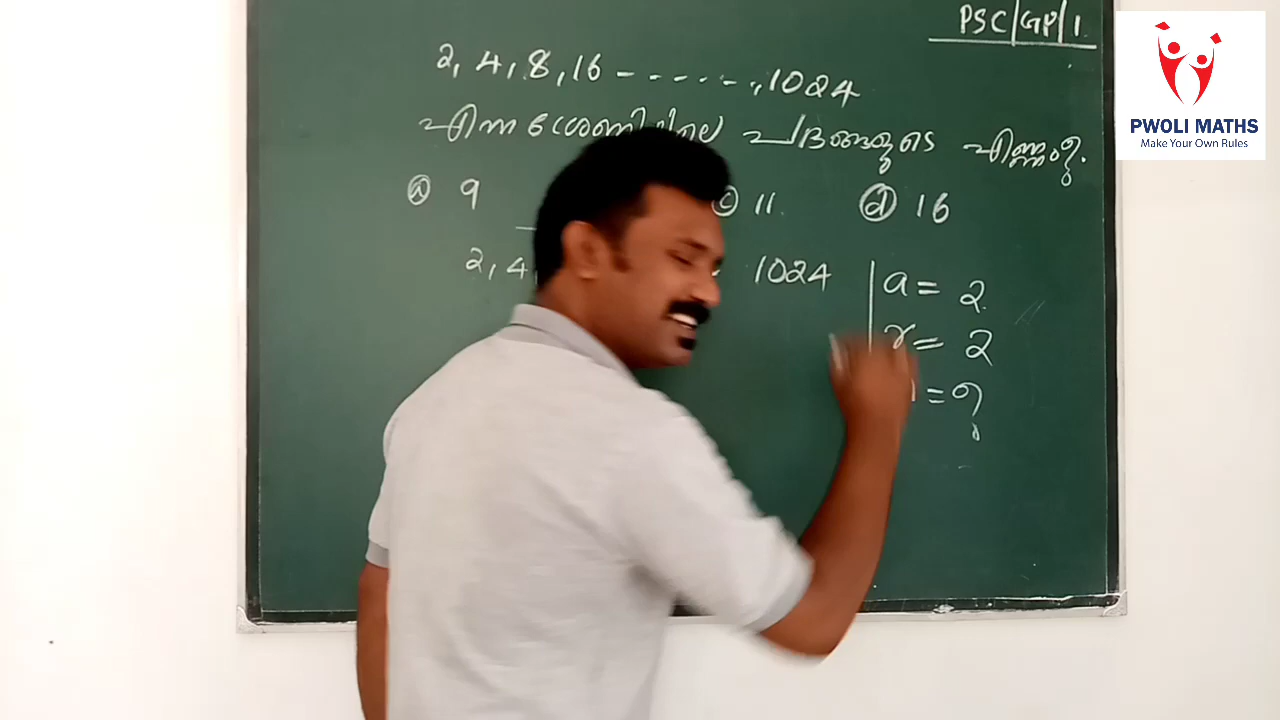 PSC/GP/1
2, 4, 8, 16 - - - - - -, 1024
എന്ന ശ്രേണിയിലെ പദങ്ങളുടെ എണ്ണം?
ⓐ 9 ⓒ 11 ⓓ 16
2, 4, 1024
a = 2
r = 2
= ?
PWOLI MATHS
Make Your Own Rules